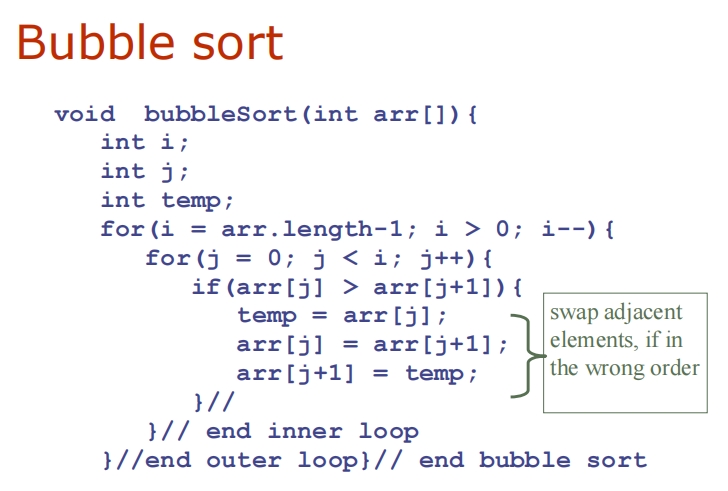 Bubble sort
void  bubbleSort(int arr[]){
int i;
int j;
int temp;
for(i = arr.length-1; i > 0; i--){
for(j = 0; j < i; j++){
if(arr[j] > arr[j+1]){
temp = arr[j];
arr[j] = arr[j+1];
arr[j+1] = temp;
}//
}// end inner loop
}//end outer loop}// end bubble sort
swap adjacent
elements, if in
the wrong order